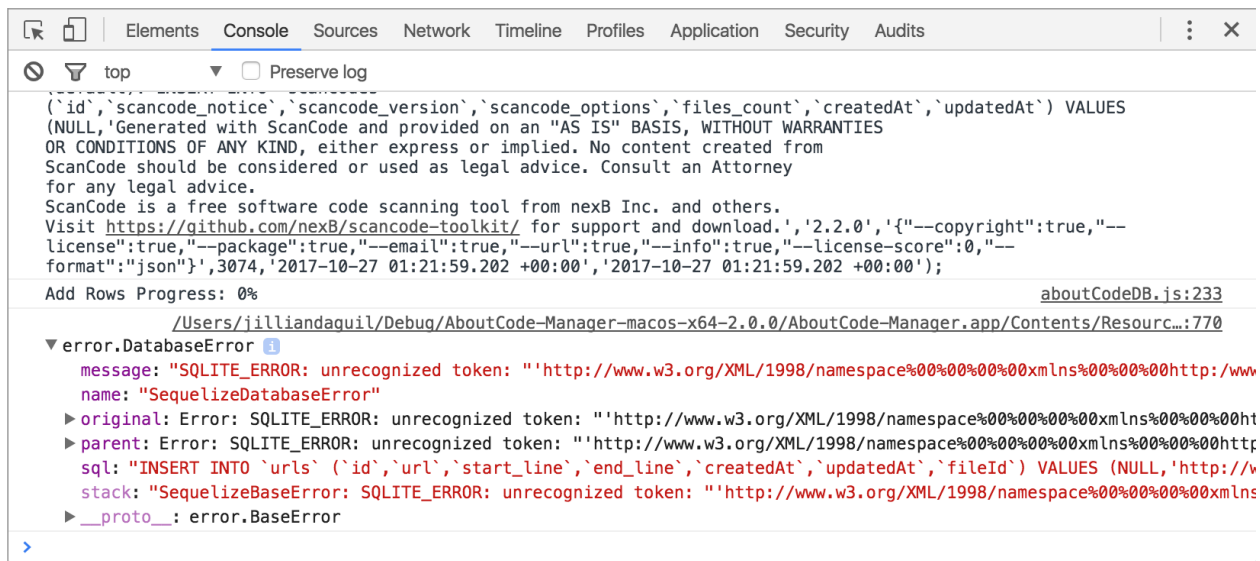 Elements Console Sources Network Timeline Profiles Application Security Audits
top ▼ Preserve log
(default): INSERT INTO `scancodes`
(`id`,`scancode_notice`,`scancode_version`,`scancode_options`,`files_count`,`createdAt`,`updatedAt`) VALUES
(NULL,'Generated with ScanCode and provided on an "AS IS" BASIS, WITHOUT WARRANTIES
OR CONDITIONS OF ANY KIND, either express or implied. No content created from
ScanCode should be considered or used as legal advice. Consult an Attorney
for any legal advice.
ScanCode is a free software code scanning tool from nexB Inc. and others.
Visit https://github.com/nexB/scancode-toolkit/ for support and download.','2.2.0','{"--copyright":true,"--
license":true,"--package":true,"--email":true,"--url":true,"--info":true,"--license-score":0,"--
format":"json"}',3074,'2017-10-27 01:21:59.202 +00:00','2017-10-27 01:21:59.202 +00:00');
Add Rows Progress: 0% aboutCodeDB.js:233
/Users/jilliandaguil/Debug/AboutCode-Manager-macos-x64-2.0.0/AboutCode-Manager.app/Contents/Resourc…:770
▼ error.DatabaseError i
message: "SQLITE_ERROR: unrecognized token: "'http://www.w3.org/XML/1998/namespace%00%00%00%00xmlns%00%00%00http:/www
name: "SequelizeDatabaseError"
▶ original: Error: SQLITE_ERROR: unrecognized token: "'http://www.w3.org/XML/1998/namespace%00%00%00%00xmlns%00%00%00ht
▶ parent: Error: SQLITE_ERROR: unrecognized token: "'http://www.w3.org/XML/1998/namespace%00%00%00%00xmlns%00%00%00http
sql: "INSERT INTO `urls` (`id`,`url`,`start_line`,`end_line`,`createdAt`,`updatedAt`,`fileId`) VALUES (NULL,'http://w
stack: "SequelizeBaseError: SQLITE_ERROR: unrecognized token: "'http://www.w3.org/XML/1998/namespace%00%00%00%00xmlns
▶ __proto__: error.BaseError
>